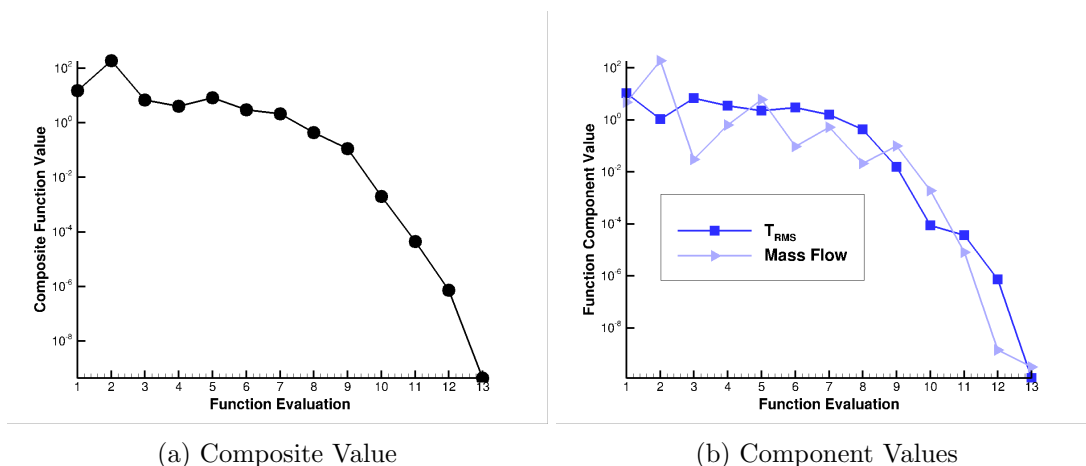 10²
10⁰
10⁻²
10⁻⁴
10⁻⁶
10⁻⁸
Composite Function Value
1 2 3 4 5 6 7 8 9 10 11 12 13
Function Evaluation
(a) Composite Value
10²
10⁰
10⁻²
10⁻⁴
10⁻⁶
10⁻⁸
Function Component Value
T_RMS
Mass Flow
1 2 3 4 5 6 7 8 9 10 11 12 13
Function Evaluation
(b) Component Values